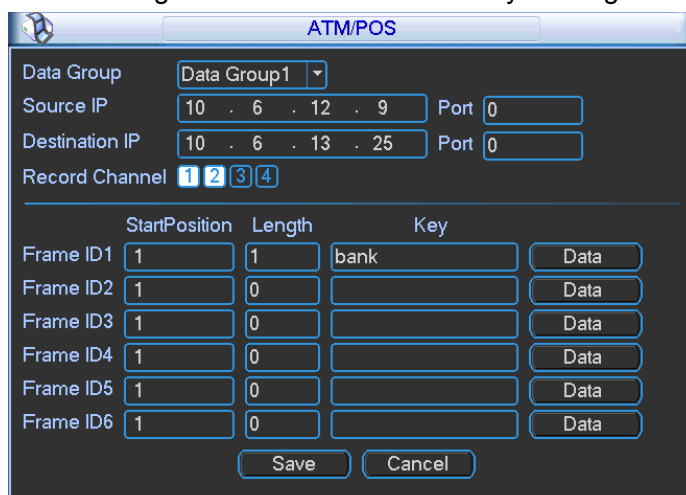 ATM/POS
Data Group Data Group1
Source IP 10 . 6 . 12 . 9 Port 0
Destination IP 10 . 6 . 13 . 25 Port 0
Record Channel 1 2 3 4
StartPosition Length Key
Frame ID1 1 1 bank Data
Frame ID2 1 0 Data
Frame ID3 1 0 Data
Frame ID4 1 0 Data
Frame ID5 1 0 Data
Frame ID6 1 0 Data
Save Cancel